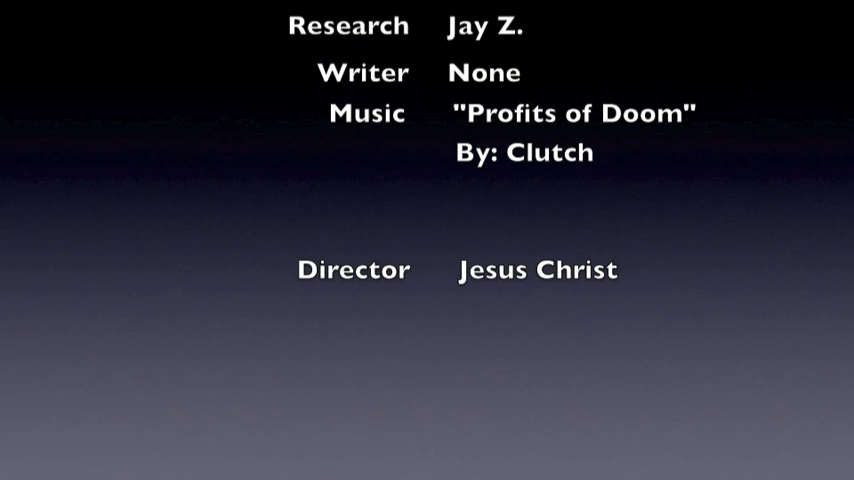 Research Jay Z.
Writer None
Music "Profits of Doom"
By: Clutch
Director Jesus Christ